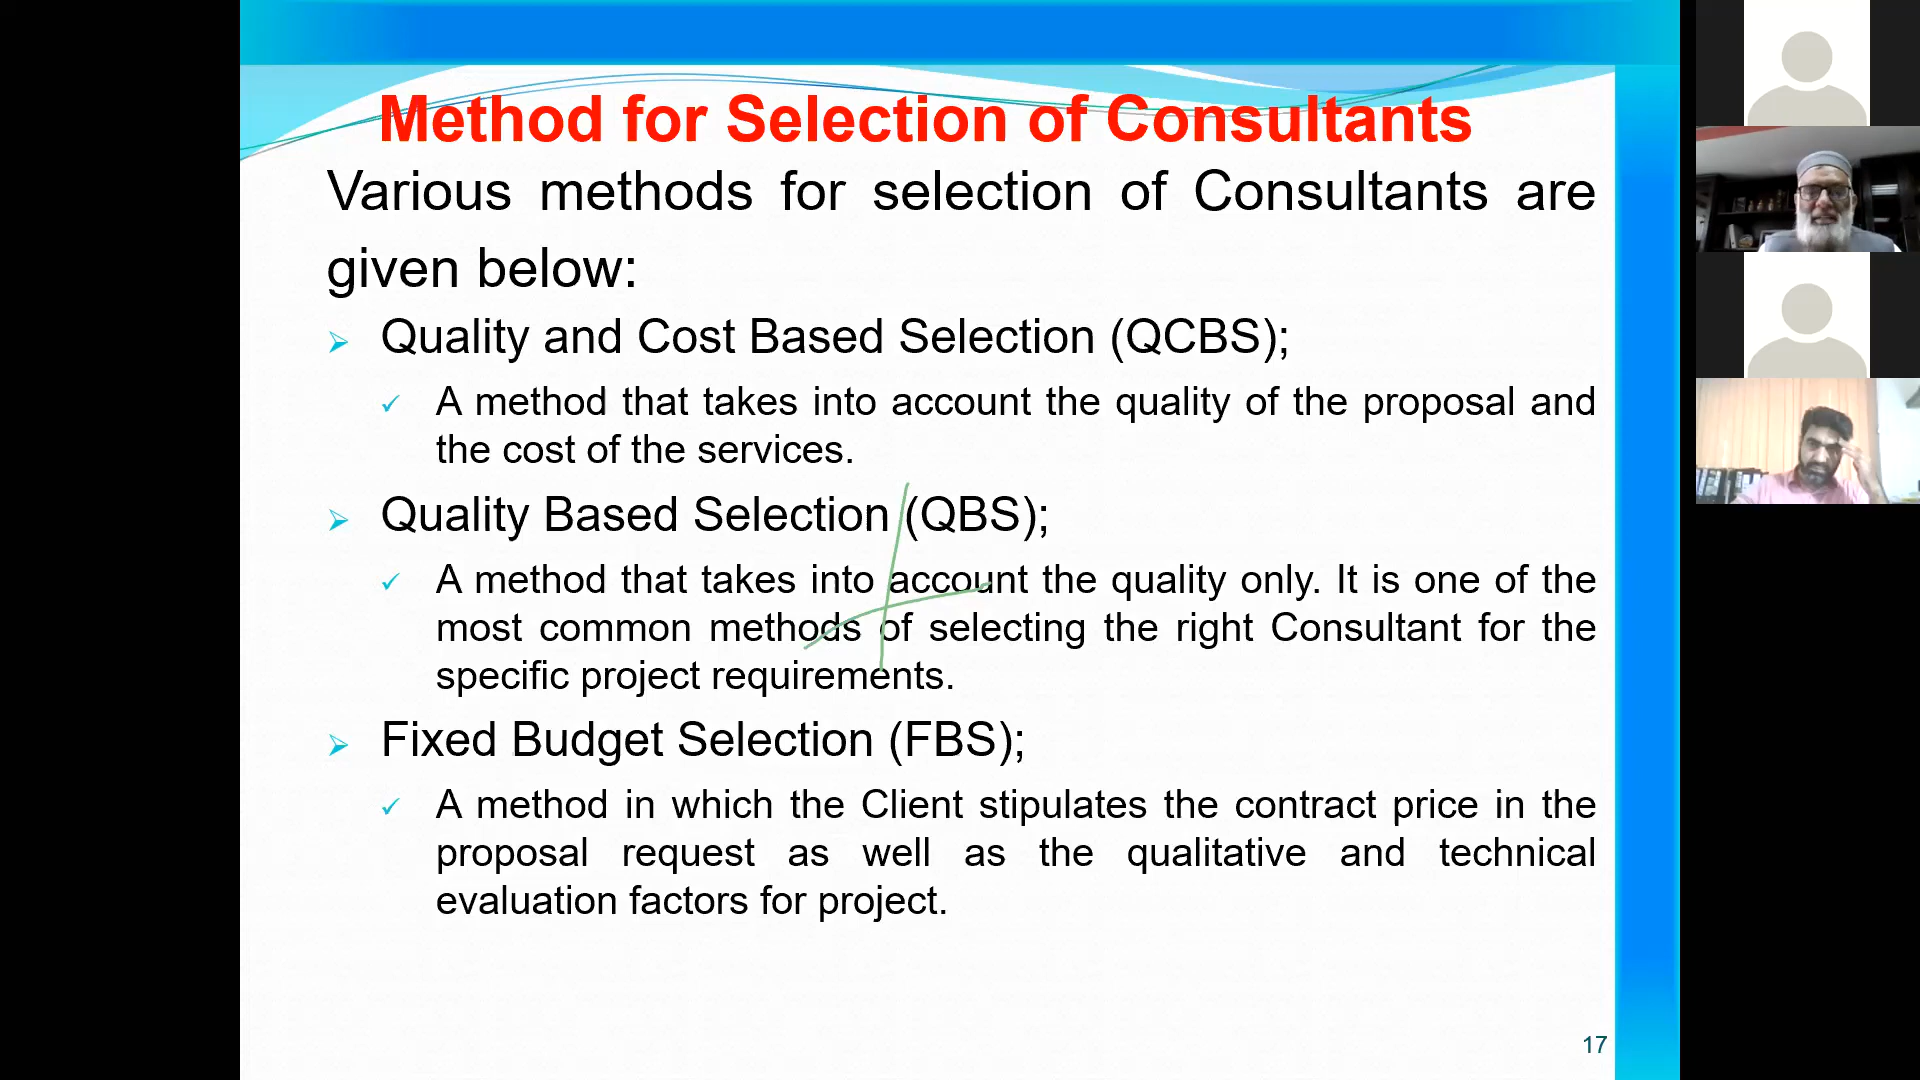 Method for Selection of Consultants
Various methods for selection of Consultants are
given below:
Quality and Cost Based Selection (QCBS);
A method that takes into account the quality of the proposal and
the cost of the services.
Quality Based Selection (QBS);
A method that takes into account the quality only. It is one of the
most common methods of selecting the right Consultant for the
specific project requirements.
Fixed Budget Selection (FBS);
A method in which the Client stipulates the contract price in the
proposal request as well as the qualitative and technical
evaluation factors for project.
17